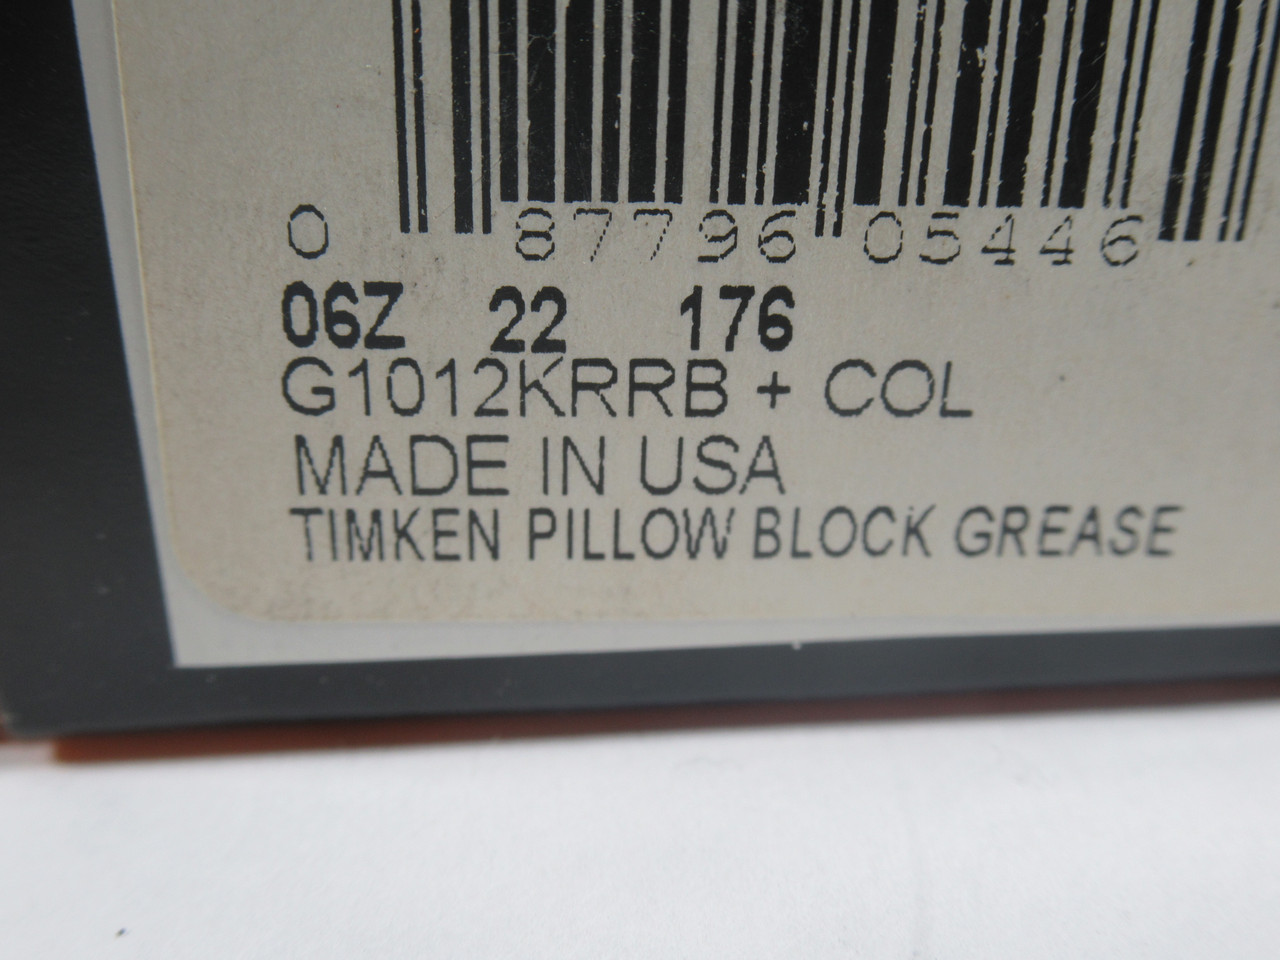 0 87796 05446
06Z 22 176
G1012KRRB + COL
MADE IN USA
TIMKEN PILLOW BLOCK GREASE